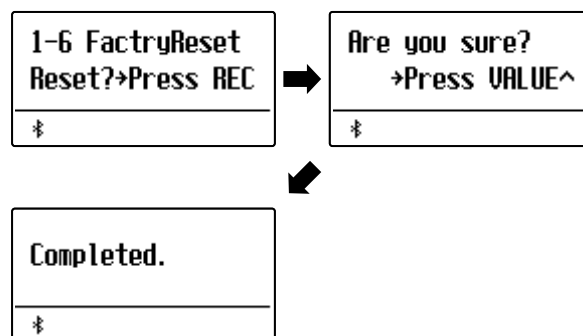 1-6 FactryReset
Reset?→Press REC
Are you sure?
→Press VALUE^
Completed.